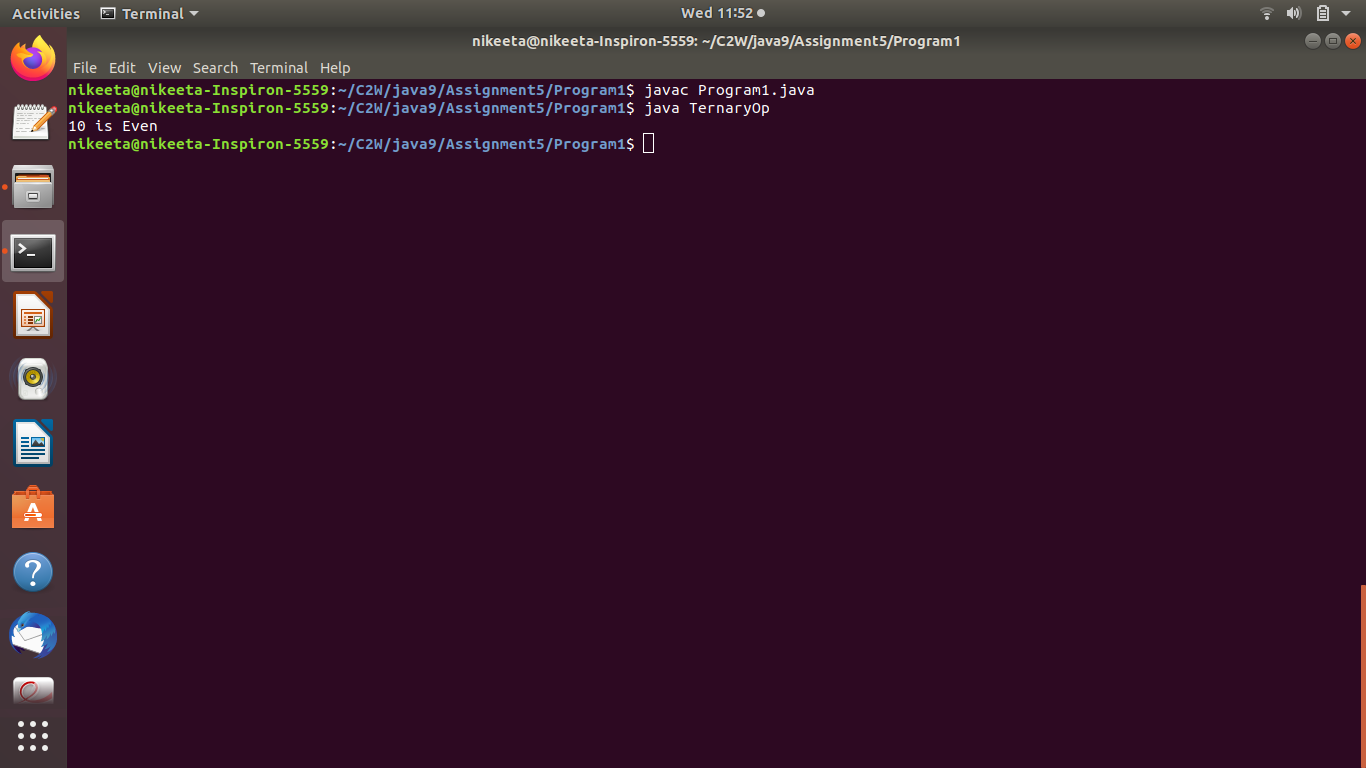 Activities Terminal Wed 11:52
nikeeta@nikeeta-Inspiron-5559: ~/C2W/java9/Assignment5/Program1
File Edit View Search Terminal Help
nikeeta@nikeeta-Inspiron-5559:~/C2W/java9/Assignment5/Program1$ javac Program1.java
nikeeta@nikeeta-Inspiron-5559:~/C2W/java9/Assignment5/Program1$ java TernaryOp
10 is Even
nikeeta@nikeeta-Inspiron-5559:~/C2W/java9/Assignment5/Program1$